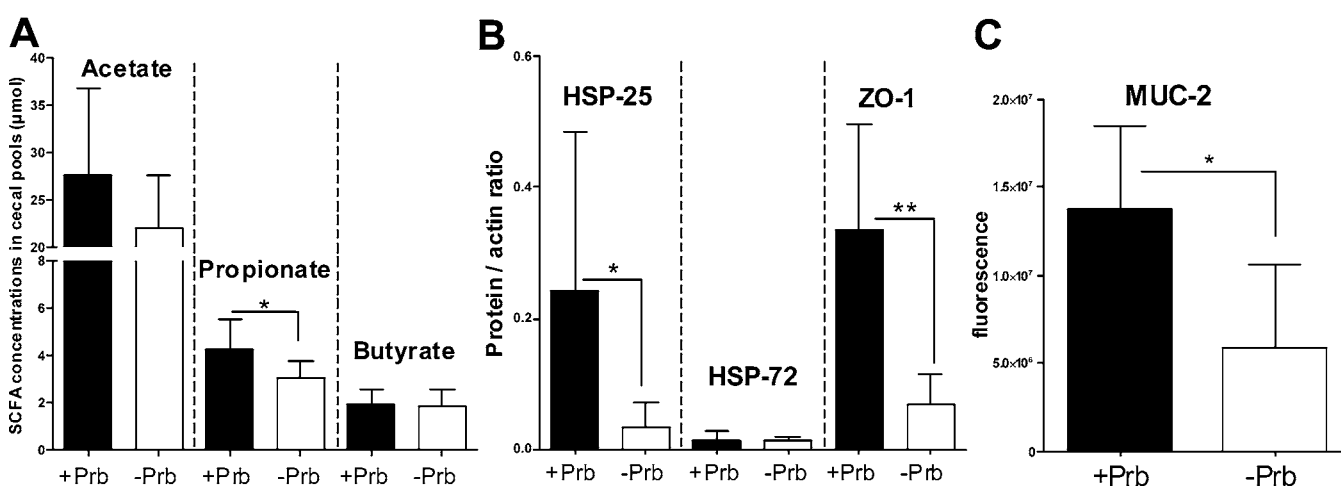 A
SCFA concentrations in cecal pools (µmol)
40
35
30
25
20
8
6
4
2
0
Acetate
Propionate
*
Butyrate
+Prb -Prb +Prb -Prb +Prb -Prb
B
Protein / actin ratio
0.6
0.4
0.2
0.0
HSP-25
*
HSP-72
ZO-1
**
+Prb -Prb +Prb -Prb +Prb -Prb
C
fluorescence
2.0×10⁷
1.5×10⁷
1.0×10⁷
5.0×10⁶
0
MUC-2
*
+Prb -Prb